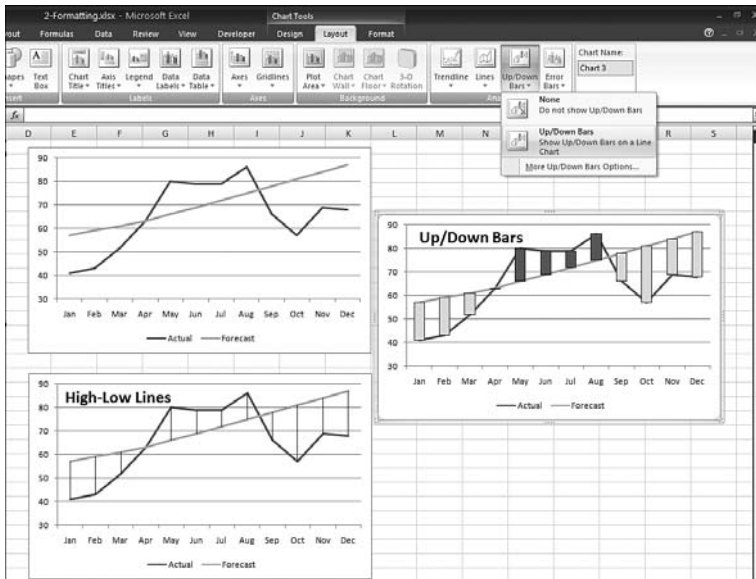 2-Formatting.xlsx - Microsoft Excel
Chart Tools
Formulas Data Review View Developer Design Layout Format
Text Box
Chart Title
Axis Titles
Legend
Data Labels
Data Table
Axes
Gridlines
Plot Area
Chart Wall
Chart Floor
3-D Rotation
Trendline
Lines
Up/Down Bars
Error Bars
Chart Name:
Chart 3
Labels
Axes
Background
None
Do not show Up/Down Bars
Up/Down Bars
Show Up/Down Bars on a Line
Chart
More Up/Down Bars Options...
fx
D E F G H I J K L M N R S
90
80
70
60
50
40
30
Jan Feb Mar Apr May Jun Jul Aug Sep Oct Nov Dec
Actual Forecast
Up/Down Bars
90
80
70
60
50
40
30
Jan Feb Mar Apr May Jun Jul Aug Sep Oct Nov Dec
Actual Forecast
High-Low Lines
90
80
70
60
50
40
30
Jan Feb Mar Apr May Jun Jul Aug Sep Oct Nov Dec
Actual Forecast